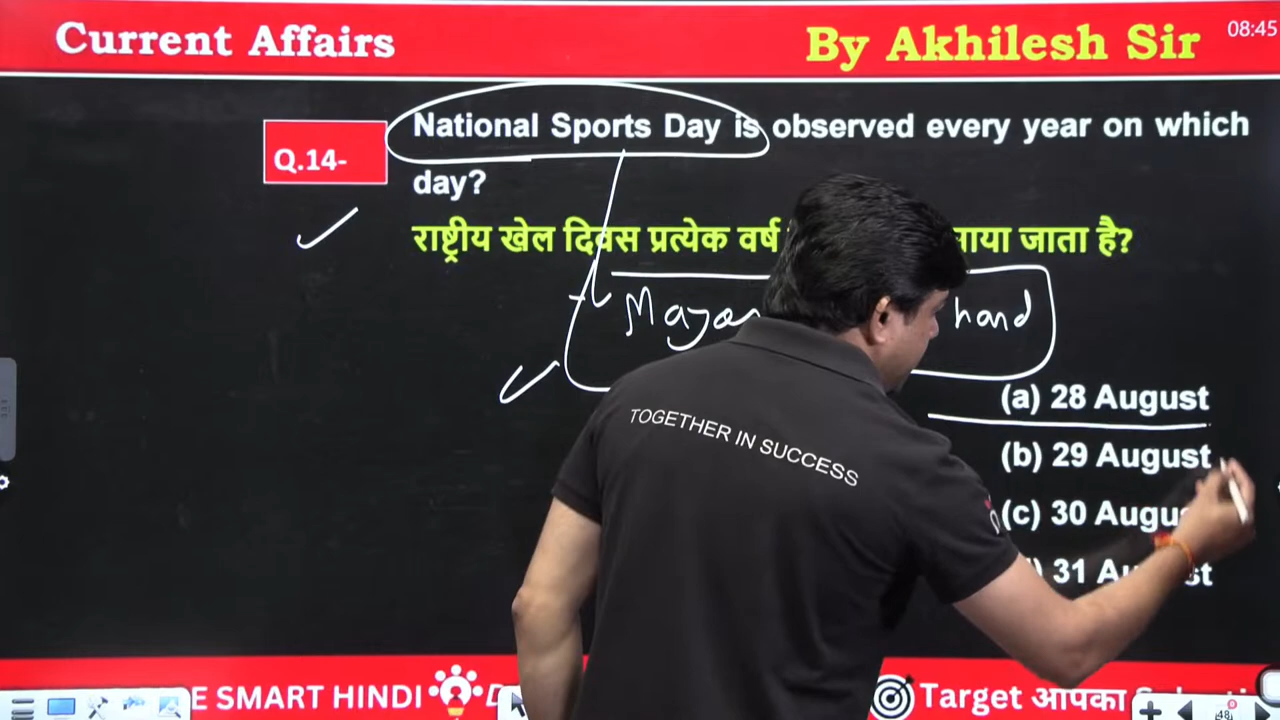 Current Affairs
By Akhilesh Sir
08:45
Q.14-
National Sports Day is observed every year on which
day?
राष्ट्रीय खेल दिवस प्रत्येक वर्ष जाता है?
hand
(a) 28 August
(b) 29 August
(c) 30
31
TOGETHER IN SUCCESS
SMART HINDI
Target आपका
48